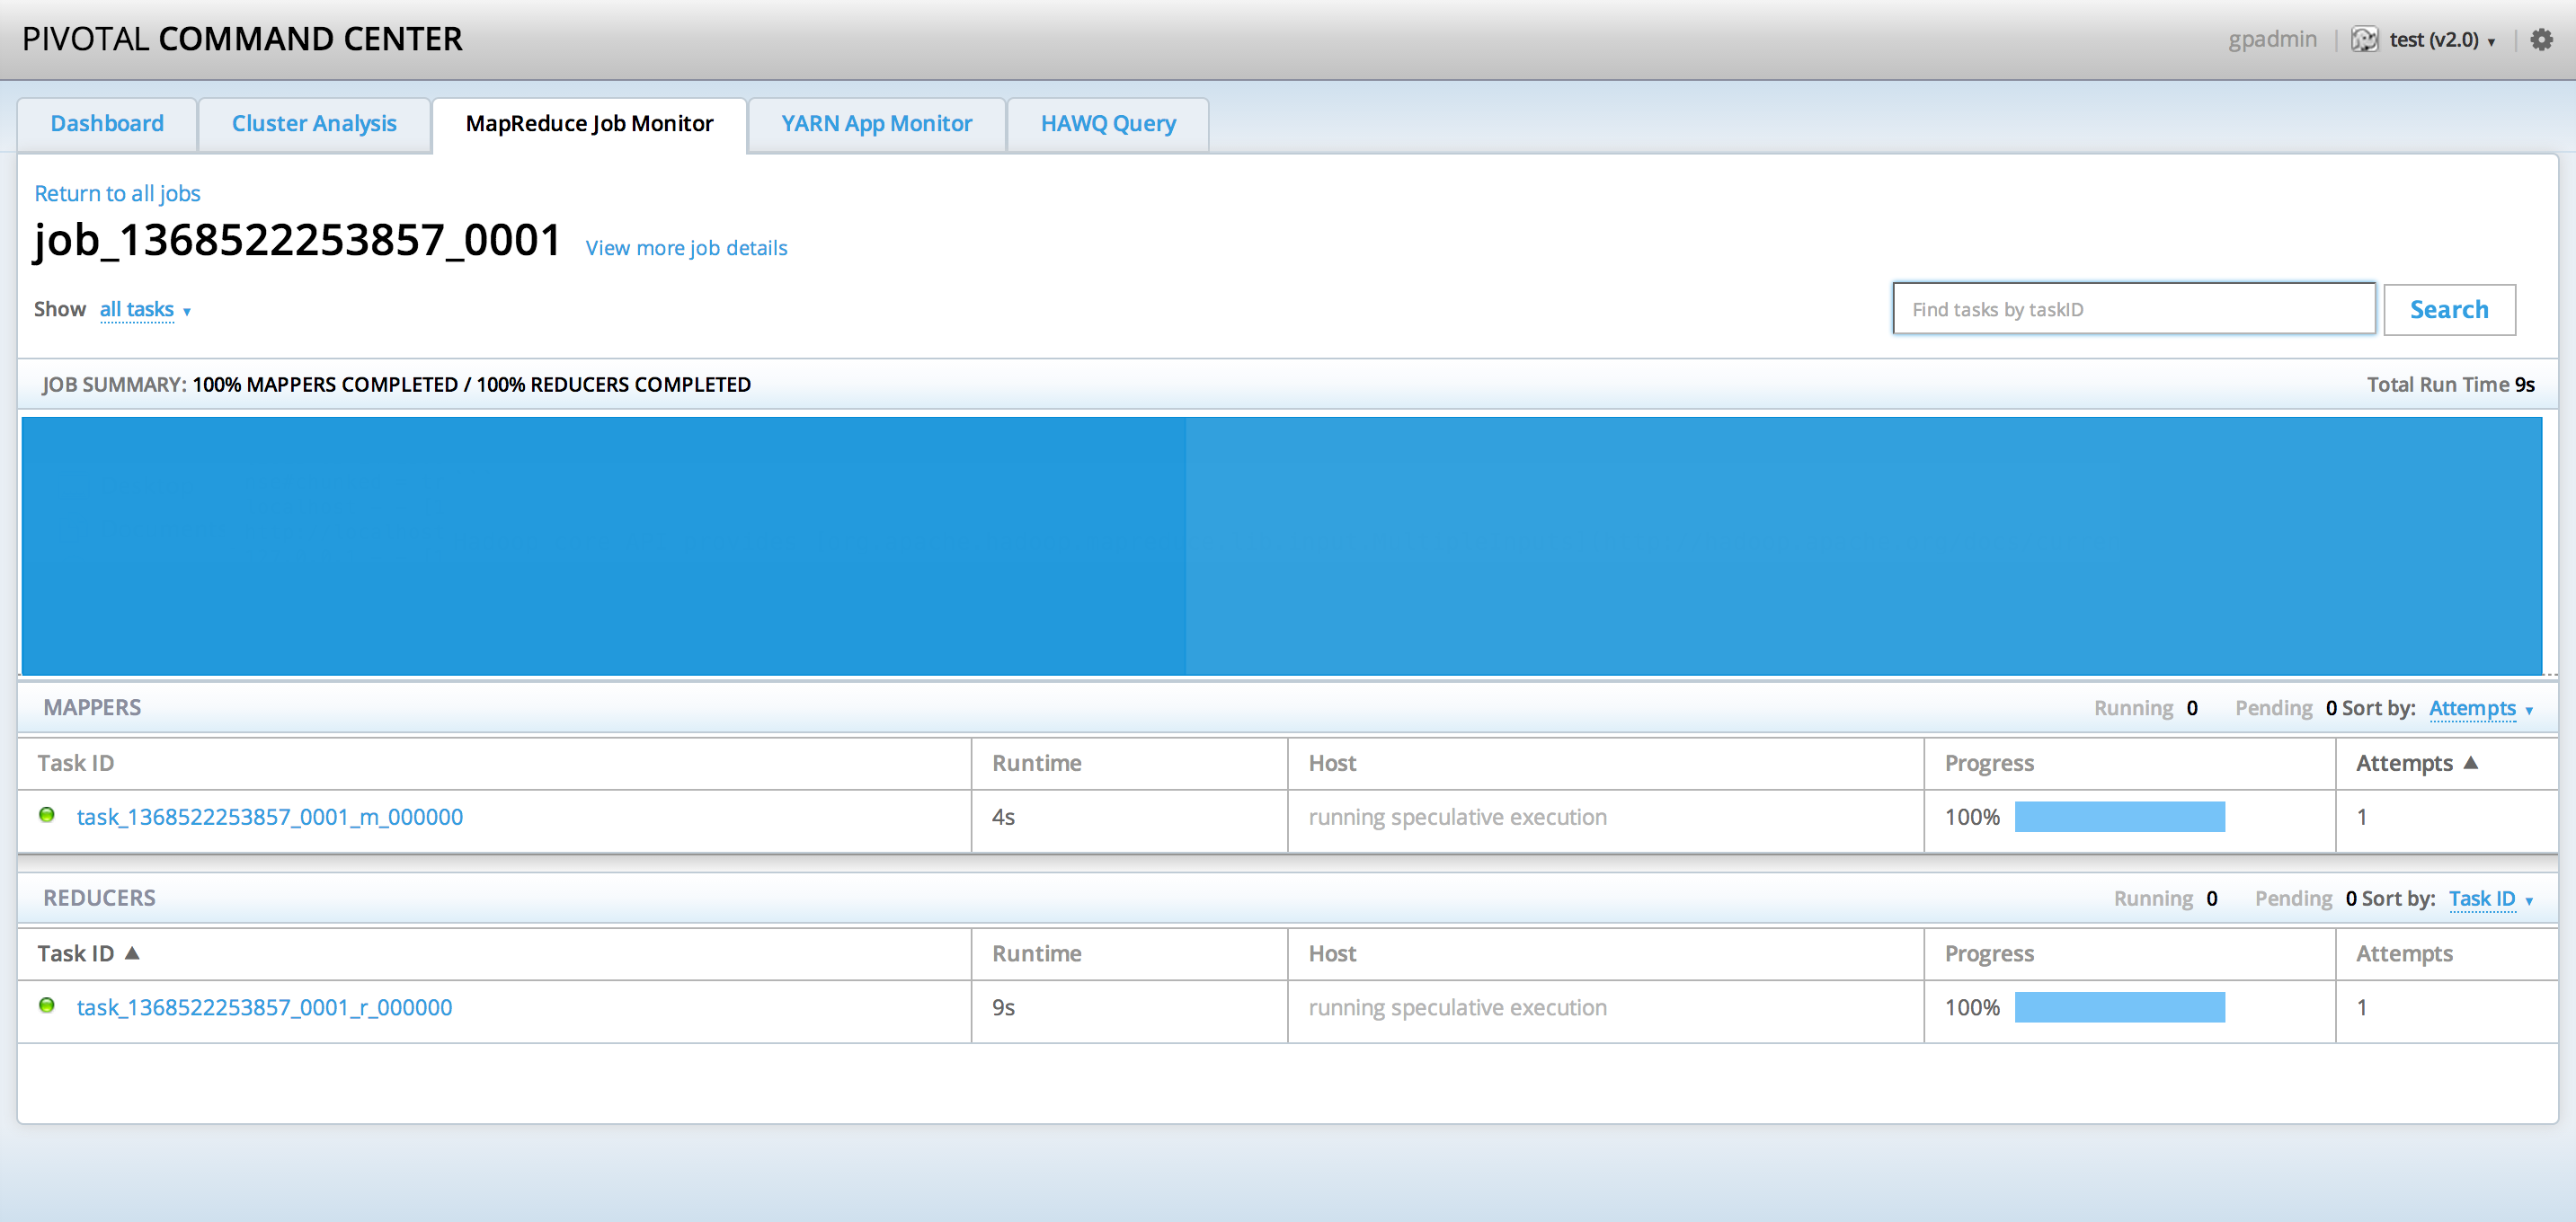 PIVOTAL COMMAND CENTER
gpadmin test (v2.0)
Dashboard Cluster Analysis MapReduce Job Monitor YARN App Monitor HAWQ Query
Return to all jobs
job_1368522253857_0001 View more job details
Show all tasks Find tasks by taskID Search
JOB SUMMARY: 100% MAPPERS COMPLETED / 100% REDUCERS COMPLETED Total Run Time 9s
MAPPERS Running 0 Pending 0 Sort by: Attempts
Task ID Runtime Host Progress Attempts
task_1368522253857_0001_m_000000 4s running speculative execution 100% 1
REDUCERS Running 0 Pending 0 Sort by: Task ID
Task ID Runtime Host Progress Attempts
task_1368522253857_0001_r_000000 9s running speculative execution 100% 1